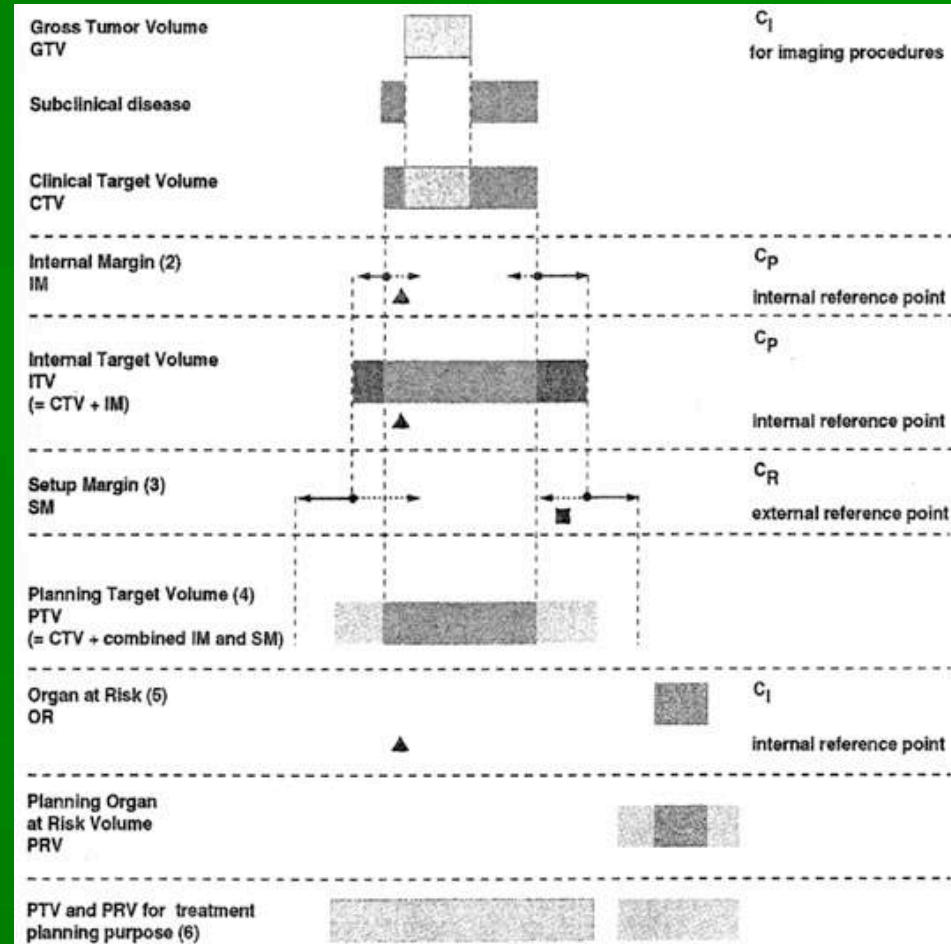 Gross Tumor Volume
GTV
C_I
for imaging procedures
Subclinical disease
Clinical Target Volume
CTV
Internal Margin (2)
IM
C_P
internal reference point
Internal Target Volume
ITV
(= CTV + IM)
C_P
internal reference point
Setup Margin (3)
SM
C_R
external reference point
Planning Target Volume (4)
PTV
(= CTV + combined IM and SM)
Organ at Risk (5)
OR
C_I
internal reference point
Planning Organ
at Risk Volume
PRV
PTV and PRV for treatment
planning purpose (6)